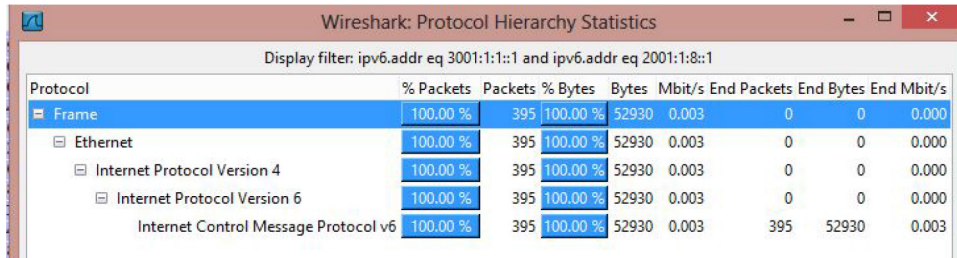 Wireshark: Protocol Hierarchy Statistics
Display filter: ipv6.addr eq 3001:1:1::1 and ipv6.addr eq 2001:1:8::1
Protocol % Packets Packets % Bytes Bytes Mbit/s End Packets End Bytes End Mbit/s
Frame 100.00 % 395 100.00 % 52930 0.003 0 0 0.000
Ethernet 100.00 % 395 100.00 % 52930 0.003 0 0 0.000
Internet Protocol Version 4 100.00 % 395 100.00 % 52930 0.003 0 0 0.000
Internet Protocol Version 6 100.00 % 395 100.00 % 52930 0.003 0 0 0.000
Internet Control Message Protocol v6 100.00 % 395 100.00 % 52930 0.003 395 52930 0.003